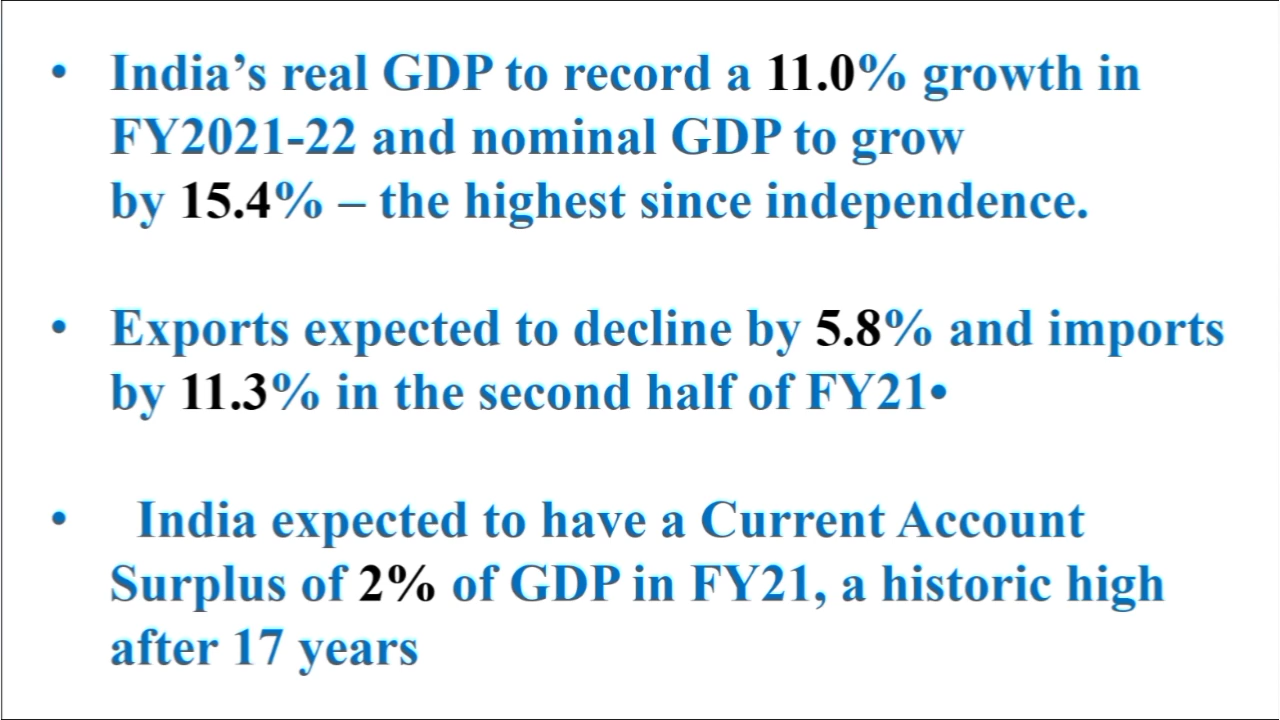 • India’s real GDP to record a 11.0% growth in
FY2021-22 and nominal GDP to grow
by 15.4% – the highest since independence.
• Exports expected to decline by 5.8% and imports
by 11.3% in the second half of FY21•
• India expected to have a Current Account
Surplus of 2% of GDP in FY21, a historic high
after 17 years